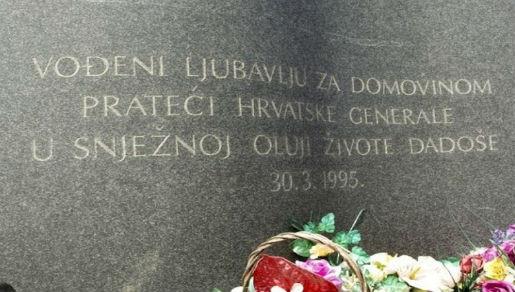 VOĐENI LJUBAVLJU ZA DOMOVINOM
PRATEĆI HRVATSKE GENERALE
U SNJEŽNOJ OLUJI ŽIVOTE DADOŠE
30.3.1995.